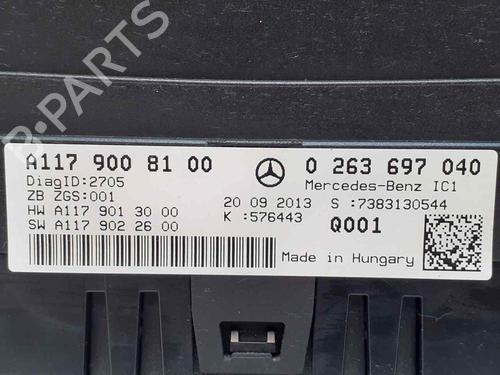 A117 900 81 00
0 263 697 040
DiagID:2705
Mercedes-Benz IC1
ZB ZGS:001
20 09 2013 S :7383130544
HW A117 901 30 00
K :576443
Q001
SW A117 902 26 00
Made in Hungary
B-PARTS